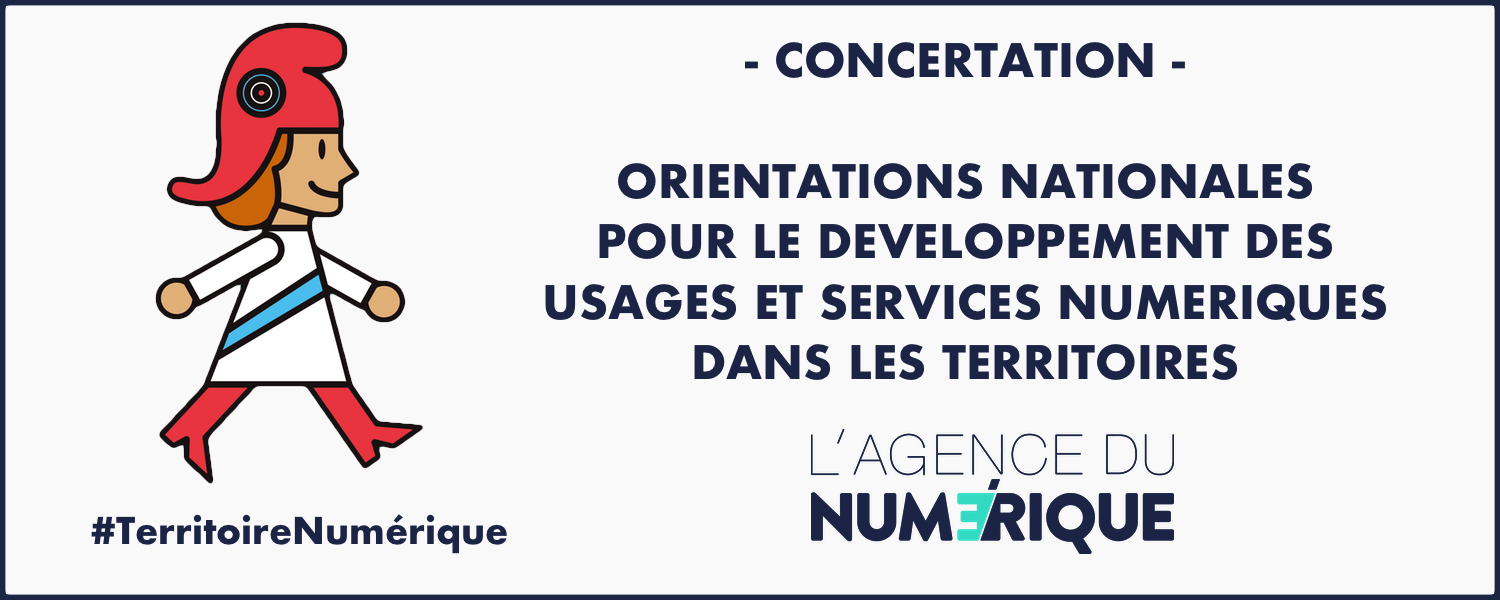 - CONCERTATION -
ORIENTATIONS NATIONALES
POUR LE DEVELOPPEMENT DES
USAGES ET SERVICES NUMERIQUES
DANS LES TERRITOIRES
L'AGENCE DU
NUMÉRIQUE
#TerritoireNumérique